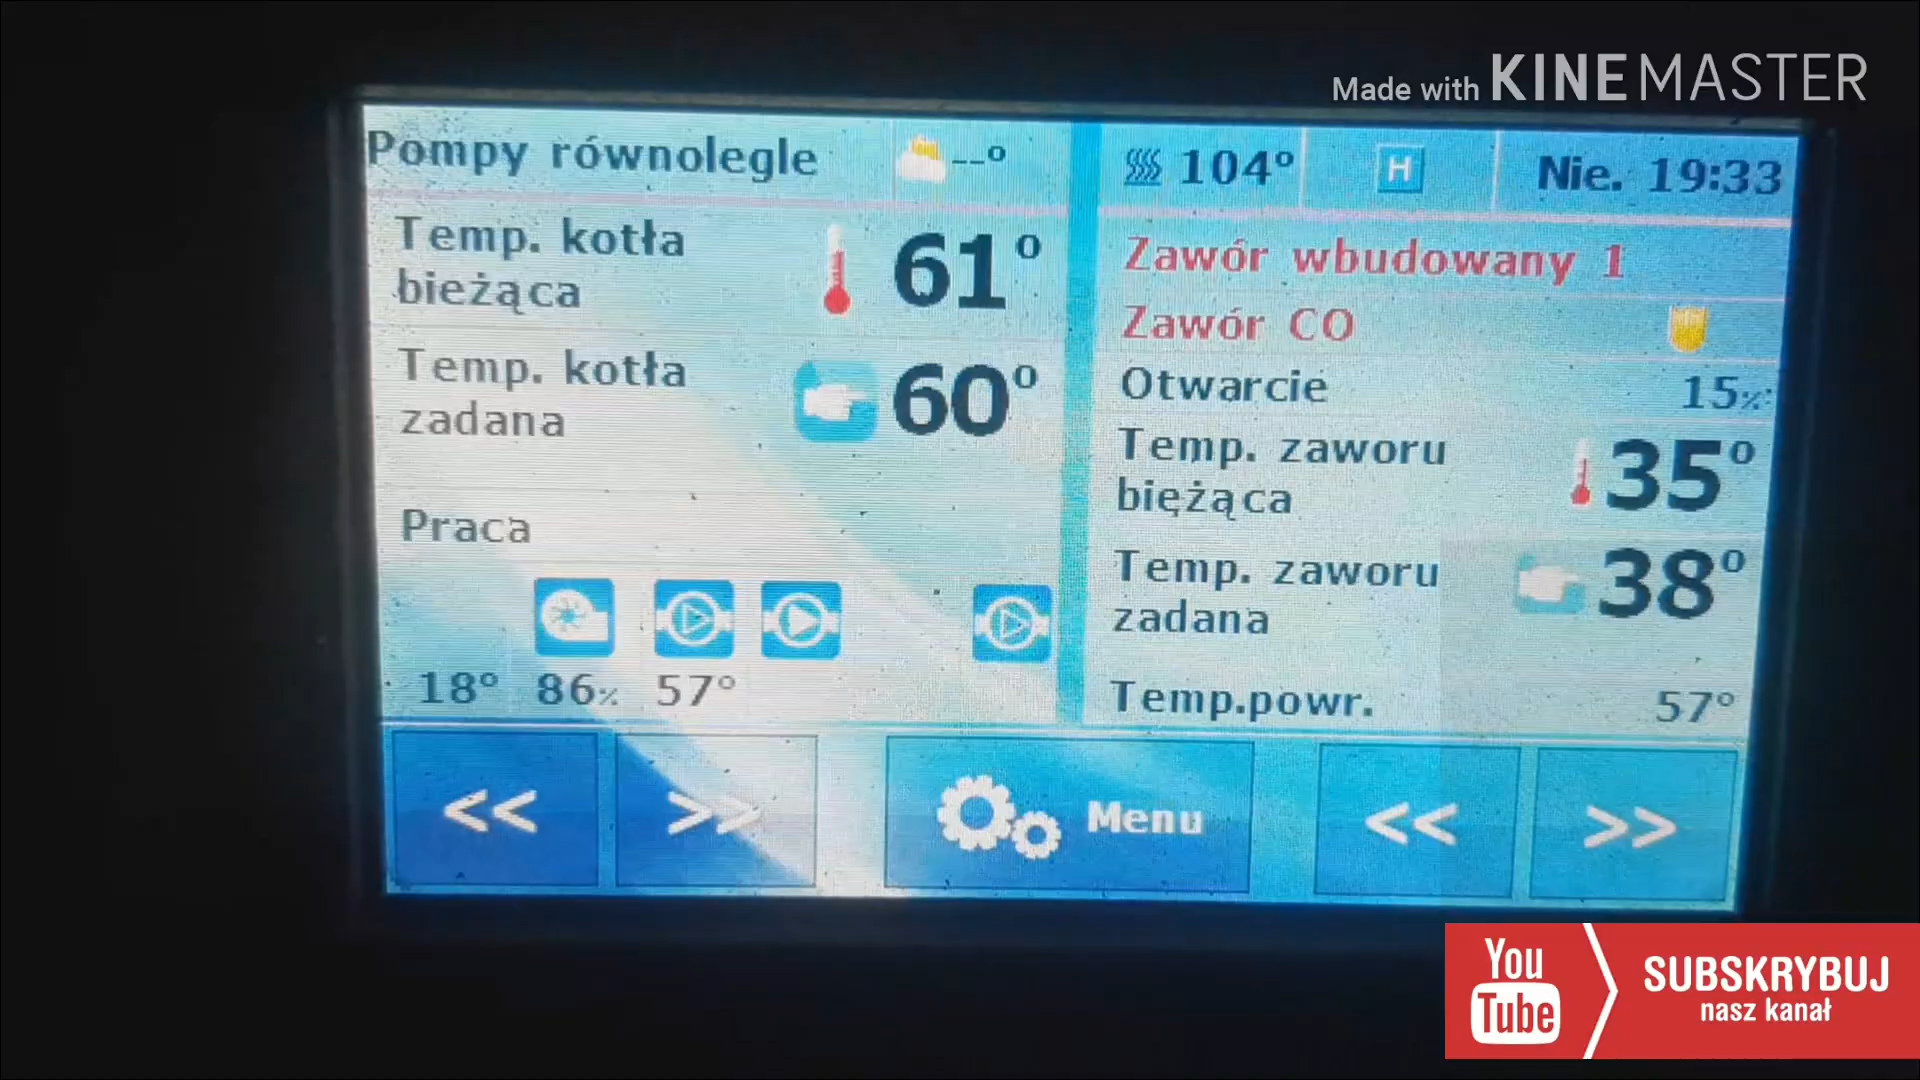 Made with KINEMASTER
Pompy równolegle
--°
104°
H
Nie. 19:33
Temp. kotła
bieżąca
61°
Temp. kotła
zadana
60°
Praca
18° 86% 57°
Zawór wbudowany 1
Zawór CO
Otwarcie 15%
Temp. zaworu
biężąca
35°
Temp. zaworu
zadana
38°
Temp.powr. 57°
<< >> Menu << >>
You
Tube
SUBSKRYBUJ
nasz kanał